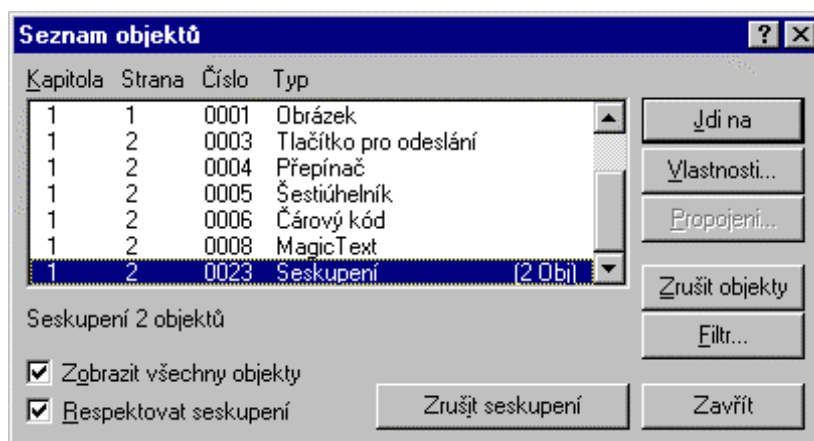 Seznam objektů
Kapitola Strana Číslo Typ
1 1 0001 Obrázek
1 2 0003 Tlačítko pro odeslání
1 2 0004 Přepínač
1 2 0005 Šestiúhelník
1 2 0006 Čárový kód
1 2 0008 MagicText
1 2 0023 Seskupení (2 Obj)
Jdi na
Vlastnosti...
Propojeni...
Zrušit objekty
Filtr...
Seskupení 2 objektů
Zobrazit všechny objekty
Respektovat seskupení
Zrušit seskupení
Zavřít